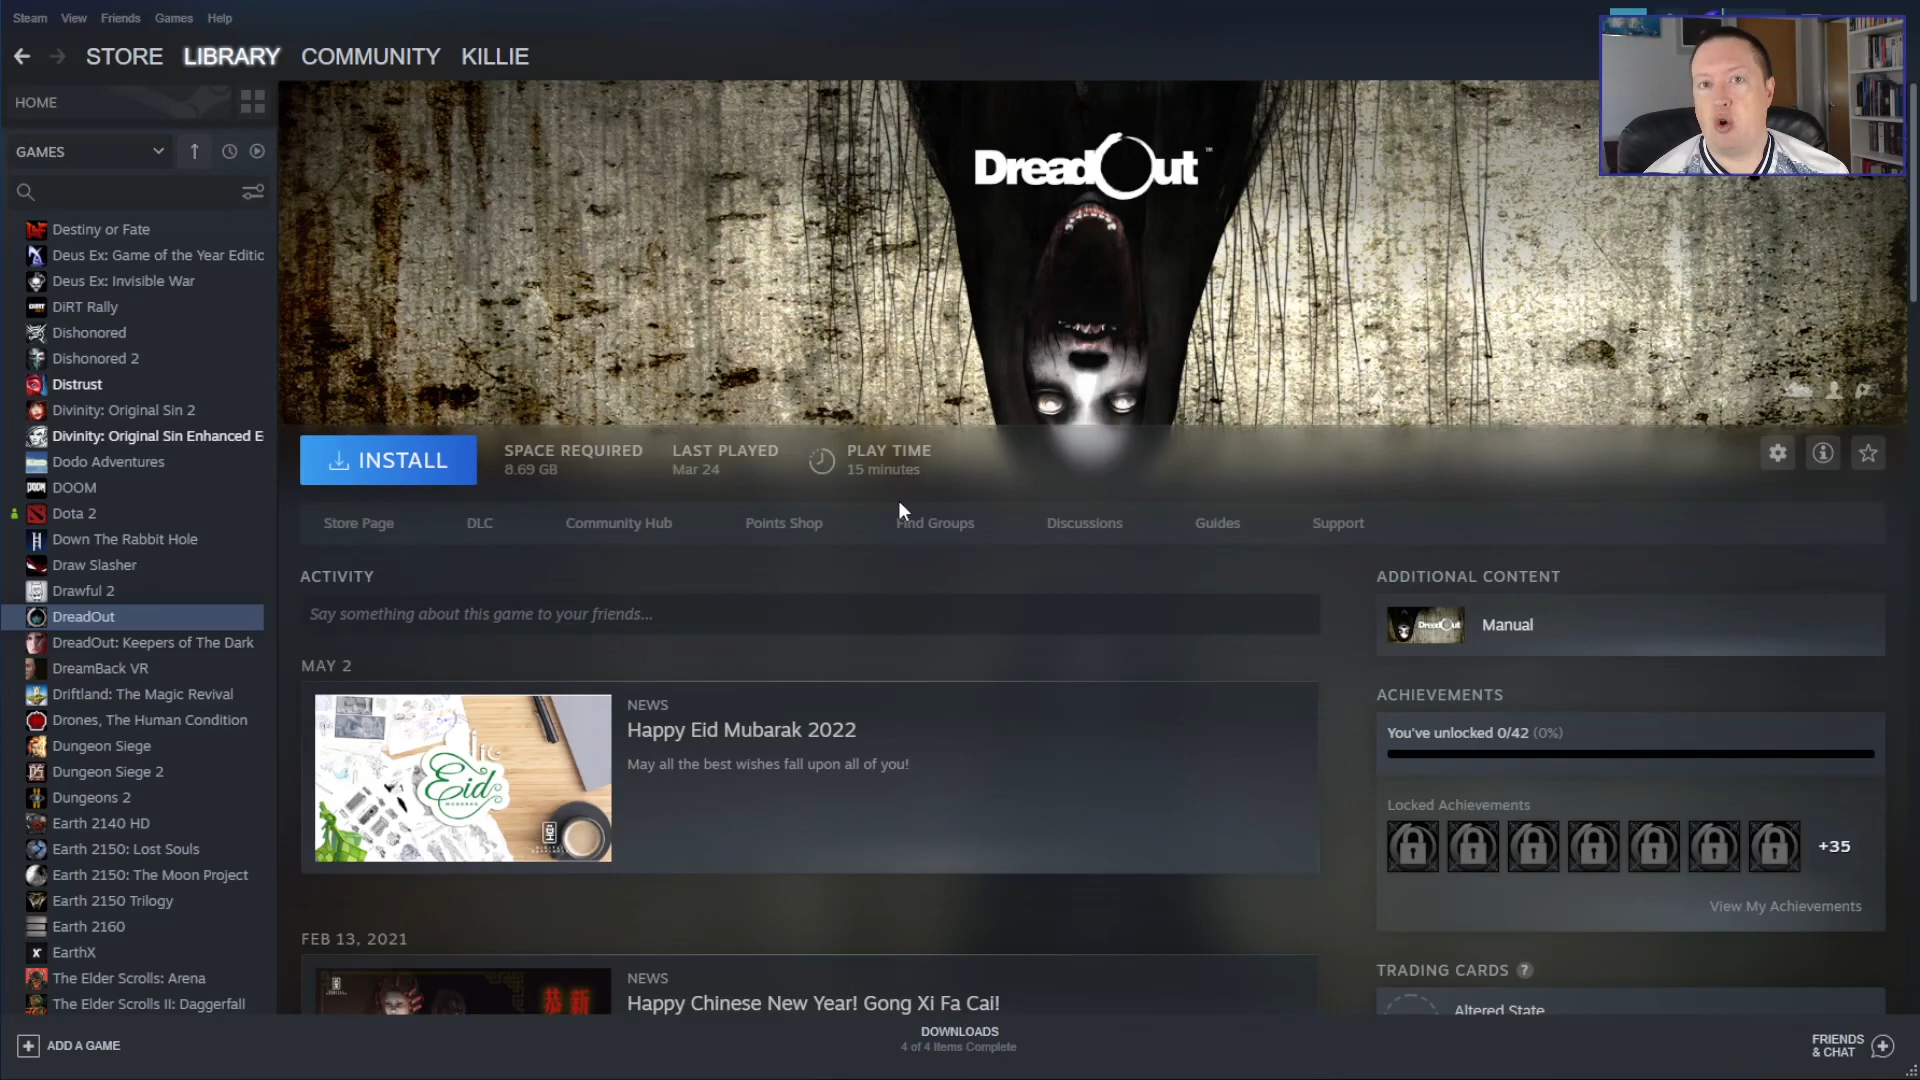 Steam View Friends Games Help
STORE LIBRARY COMMUNITY KILLIE
HOME
GAMES
Destiny or Fate
Deus Ex: Game of the Year Editic
Deus Ex: Invisible War
DiRT Rally
Dishonored
Dishonored 2
Distrust
Divinity: Original Sin 2
Divinity: Original Sin Enhanced E
Dodo Adventures
DOOM
Dota 2
Down The Rabbit Hole
Draw Slasher
Drawful 2
DreadOut
DreadOut: Keepers of The Dark
DreamBack VR
Driftland: The Magic Revival
Drones, The Human Condition
Dungeon Siege
Dungeon Siege 2
Dungeons 2
Earth 2140 HD
Earth 2150: Lost Souls
Earth 2150: The Moon Project
Earth 2150 Trilogy
Earth 2160
EarthX
The Elder Scrolls: Arena
The Elder Scrolls II: Daggerfall
ADD A GAME
DreadOut™
INSTALL
SPACE REQUIRED
8.69 GB
LAST PLAYED
Mar 24
PLAY TIME
15 minutes
Store Page DLC Community Hub Points Shop Find Groups Discussions Guides Support
ACTIVITY
Say something about this game to your friends...
MAY 2
Eid
MUBARAK
NEWS
Happy Eid Mubarak 2022
May all the best wishes fall upon all of you!
FEB 13, 2021
恭新
NEWS
Happy Chinese New Year! Gong Xi Fa Cai!
ADDITIONAL CONTENT
DreadOut
Manual
ACHIEVEMENTS
You've unlocked 0/42 (0%)
Locked Achievements
+35
View My Achievements
TRADING CARDS ?
Altered State
DOWNLOADS
4 of 4 Items Complete
FRIENDS
& CHAT